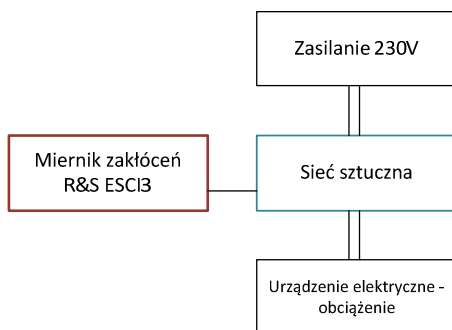 Zasilanie 230V
Miernik zakłóceń
R&S ESCI3
Sieć sztuczna
Urządzenie elektryczne -
obciążenie